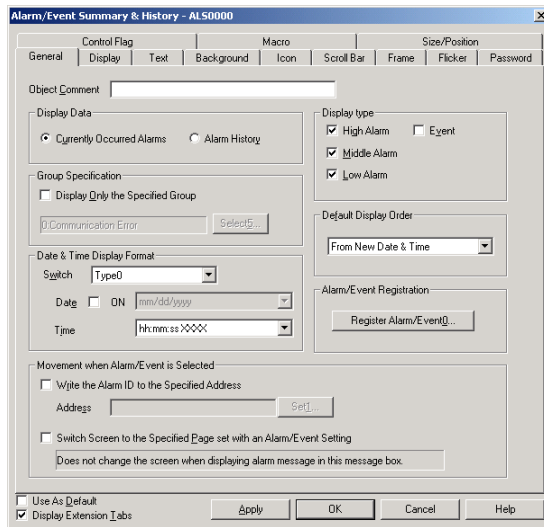 Alarm/Event Summary & History - ALS0000
Control Flag Macro Size/Position
General Display Text Background Icon Scroll Bar Frame Flicker Password
Object Comment
Display Data
Currently Occurred Alarms Alarm History
Display type
High Alarm Event
Middle Alarm
Low Alarm
Group Specification
Display Only the Specified Group
0:Communication Error Select5...
Default Display Order
From New Date & Time
Date & Time Display Format
Switch Type0
Date ON mm/dd/yyyy
Time hh:mm:ss XXXX
Alarm/Event Registration
Register Alarm/Event0...
Movement when Alarm/Event is Selected
Write the Alarm ID to the Specified Address
Address Set1...
Switch Screen to the Specified Page set with an Alarm/Event Setting
Does not change the screen when displaying alarm message in this message box.
Use As Default
Display Extension Tabs
Apply OK Cancel Help